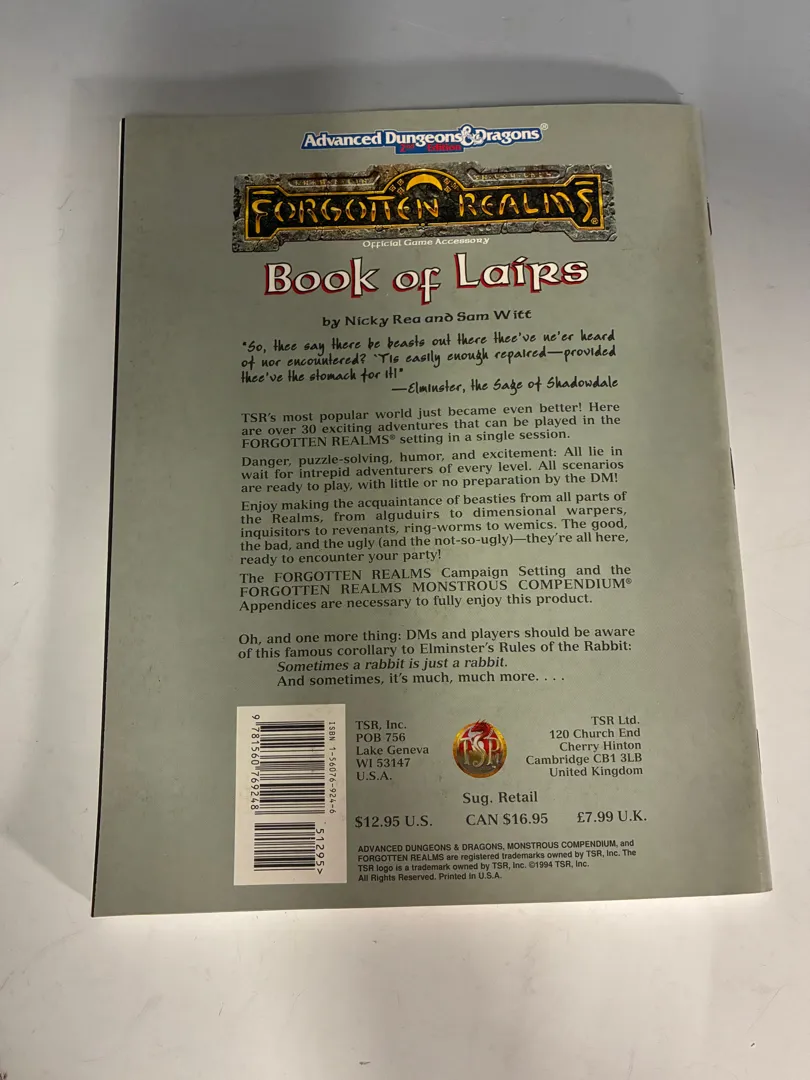 Advanced Dungeons & Dragons®
2nd Edition
FORGOTTEN REALMS®
Official Game Accessory
Book of Lairs
by Nicky Rea and Sam Witt
"So, thee say there be beasts out there thee've ne'er heard
of nor encountered? 'Tis easily enough repaired—provided
thee've the stomach for it!"
—Elminster, the Sage of Shadowdale
TSR's most popular world just became even better! Here
are over 30 exciting adventures that can be played in the
FORGOTTEN REALMS® setting in a single session.
Danger, puzzle-solving, humor, and excitement: All lie in
wait for intrepid adventurers of every level. All scenarios
are ready to play, with little or no preparation by the DM!
Enjoy making the acquaintance of beasties from all parts of
the Realms, from alguduirs to dimensional warpers,
inquisitors to revenants, ring-worms to wemics. The good,
the bad, and the ugly (and the not-so-ugly)—they're all here,
ready to encounter your party!
The FORGOTTEN REALMS Campaign Setting and the
FORGOTTEN REALMS MONSTROUS COMPENDIUM®
Appendices are necessary to fully enjoy this product.
Oh, and one more thing: DMs and players should be aware
of this famous corollary to Elminster's Rules of the Rabbit:
Sometimes a rabbit is just a rabbit.
And sometimes, it's much, much more. . . .
ISBN 1-56076-924-6
9 781560 769248
51295>
TSR, Inc.
POB 756
Lake Geneva
WI 53147
U.S.A.
TSR
TSR Ltd.
120 Church End
Cherry Hinton
Cambridge CB1 3LB
United Kingdom
Sug. Retail
$12.95 U.S. CAN $16.95 £7.99 U.K.
ADVANCED DUNGEONS & DRAGONS, MONSTROUS COMPENDIUM, and
FORGOTTEN REALMS are registered trademarks owned by TSR, Inc. The
TSR logo is a trademark owned by TSR, Inc. ©1994 TSR, Inc.
All Rights Reserved. Printed in U.S.A.